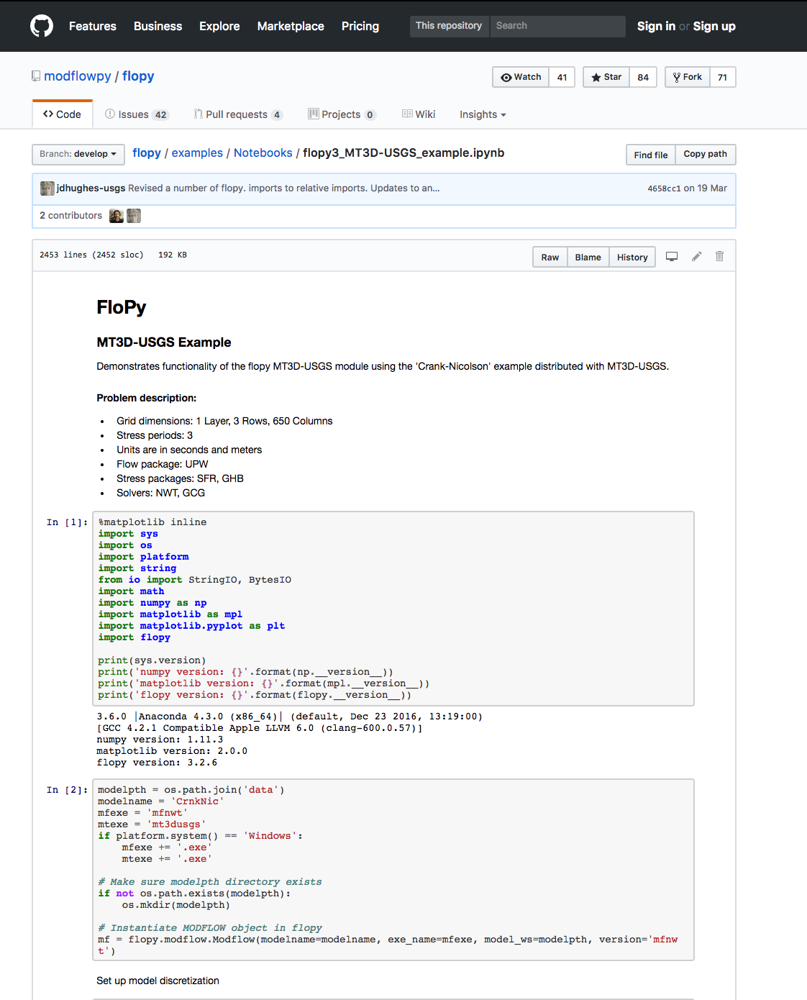 Features Business Explore Marketplace Pricing This repository Search Sign in or Sign up
modflowpy / flopy Watch 41 Star 84 Fork 71
<> Code Issues 42 Pull requests 4 Projects 0 Wiki Insights
Branch: develop flopy / examples / Notebooks / flopy3_MT3D-USGS_example.ipynb Find file Copy path
jdhughes-usgs Revised a number of flopy. imports to relative imports. Updates to an... 4658cc1 on 19 Mar
2 contributors
2453 lines (2452 sloc) 192 KB Raw Blame History
FloPy
MT3D-USGS Example
Demonstrates functionality of the flopy MT3D-USGS module using the 'Crank-Nicolson' example distributed with MT3D-USGS.
Problem description:
• Grid dimensions: 1 Layer, 3 Rows, 650 Columns
• Stress periods: 3
• Units are in seconds and meters
• Flow package: UPW
• Stress packages: SFR, GHB
• Solvers: NWT, GCG
In [1]: %matplotlib inline
import sys
import os
import platform
import string
from io import StringIO, BytesIO
import math
import numpy as np
import matplotlib as mpl
import matplotlib.pyplot as plt
import flopy
print(sys.version)
print('numpy version: {}'.format(np.__version__))
print('matplotlib version: {}'.format(mpl.__version__))
print('flopy version: {}'.format(flopy.__version__))
3.6.0 |Anaconda 4.3.0 (x86_64)| (default, Dec 23 2016, 13:19:00)
[GCC 4.2.1 Compatible Apple LLVM 6.0 (clang-600.0.57)]
numpy version: 1.11.3
matplotlib version: 2.0.0
flopy version: 3.2.6
In [2]: modelpth = os.path.join('data')
modelname = 'CrnkNic'
mfexe = 'mfnwt'
mtexe = 'mt3dusgs'
if platform.system() == 'Windows':
    mfexe += '.exe'
    mtexe += '.exe'
# Make sure modelpth directory exists
if not os.path.exists(modelpth):
    os.mkdir(modelpth)
# Instantiate MODFLOW object in flopy
mf = flopy.modflow.Modflow(modelname=modelname, exe_name=mfexe, model_ws=modelpth, version='mfnw
t')
Set up model discretization